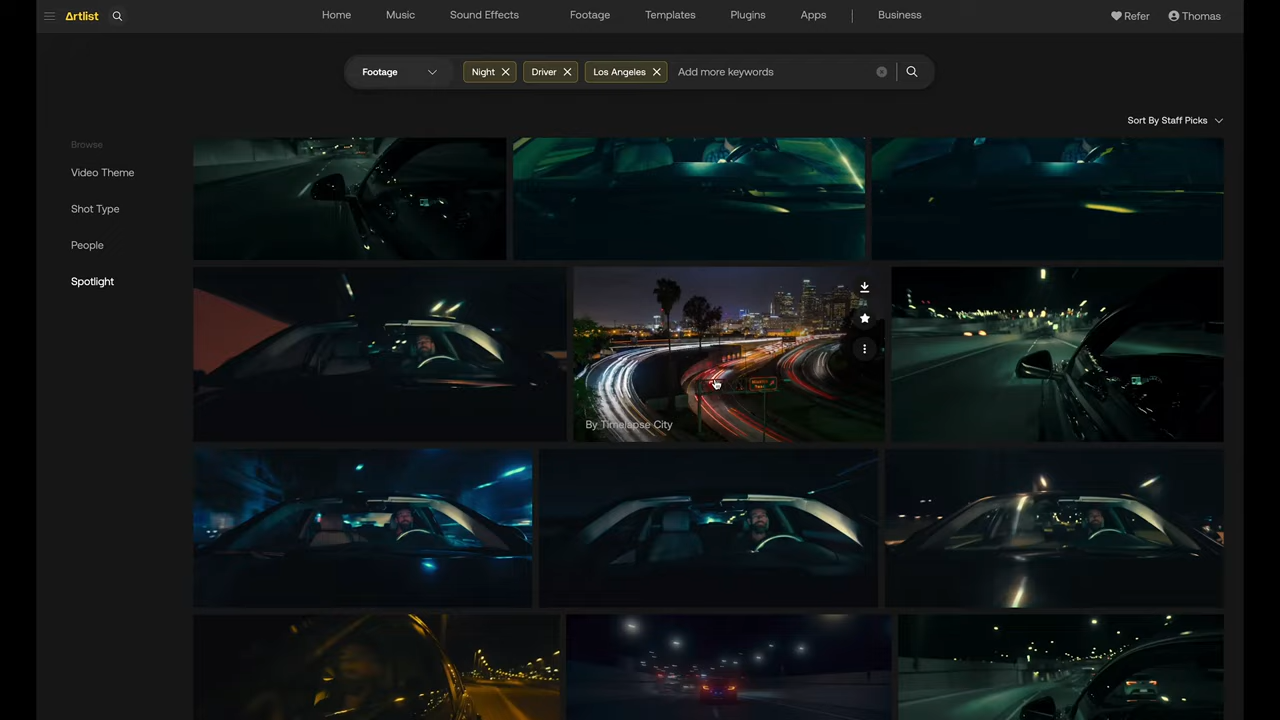 Artlist
Home
Music
Sound Effects
Footage
Templates
Plugins
Apps
Business
Refer
Thomas
Footage
Night
Driver
Los Angeles
Add more keywords
Sort By Staff Picks
Browse
Video Theme
Shot Type
People
Spotlight
By Timelapse City